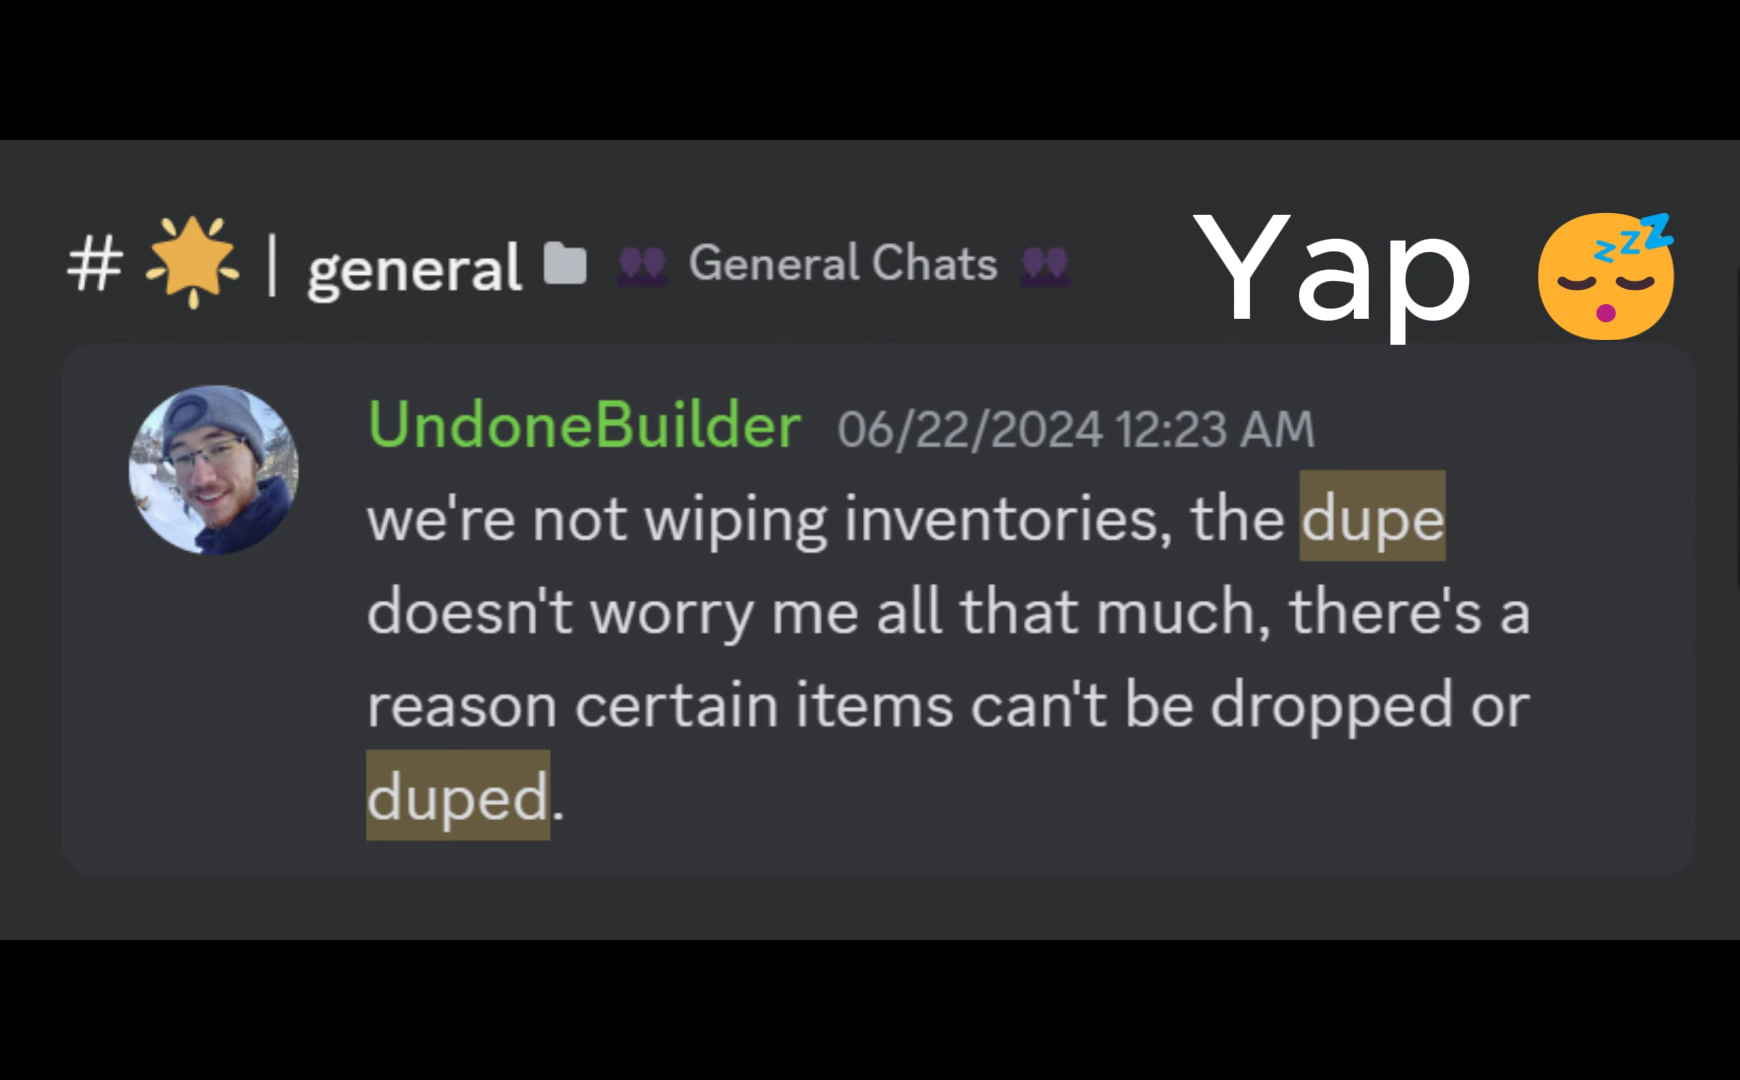 # 🌟 | general 📁 👥 General Chats 👥
Yap 😴
UndoneBuilder 06/22/2024 12:23 AM
we're not wiping inventories, the dupe
doesn't worry me all that much, there's a
reason certain items can't be dropped or
duped.